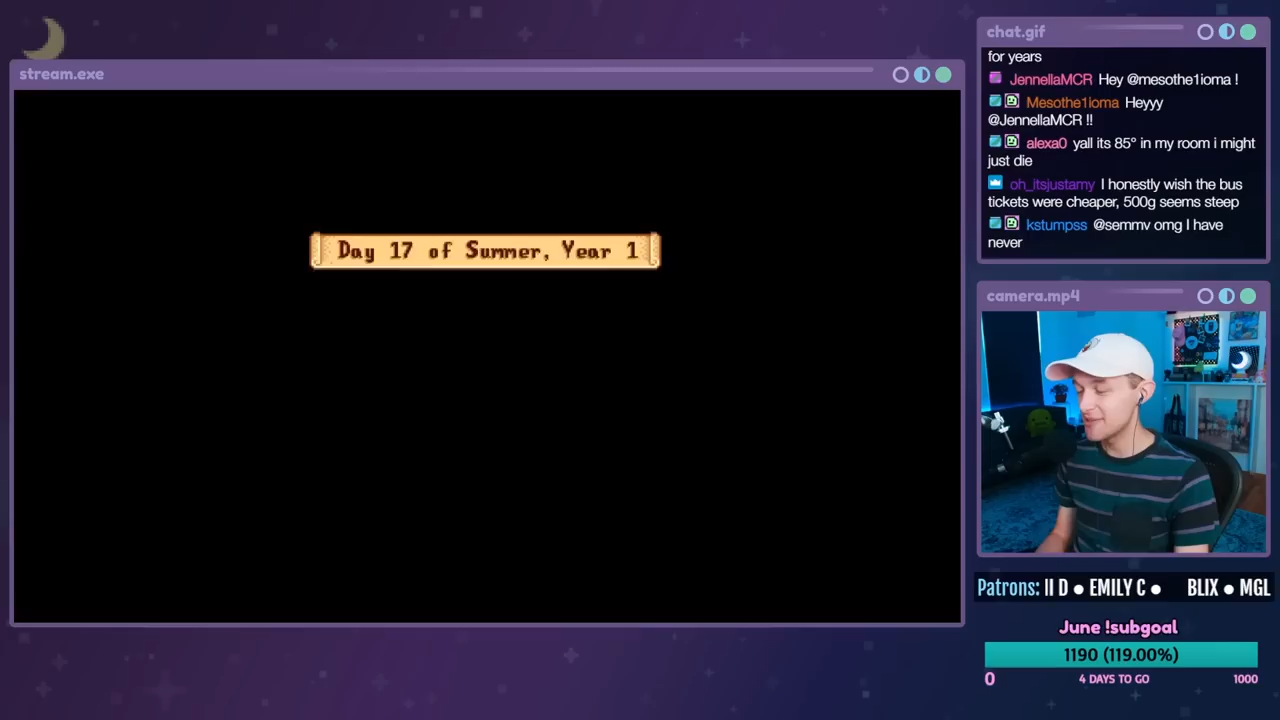 stream.exe
Day 17 of Summer, Year 1
chat.gif
for years
JennellaMCR Hey @mesothe1ioma !
Mesothe1ioma Heyyy
@JennellaMCR !!
alexa0 yall its 85° in my room i might
just die
oh_itsjustamy I honestly wish the bus
tickets were cheaper, 500g seems steep
kstumpss @semmv omg I have
never
camera.mp4
Patrons: II D ● EMILY C ● BLIX ● MGL
June !subgoal
1190 (119.00%)
0 4 DAYS TO GO 1000